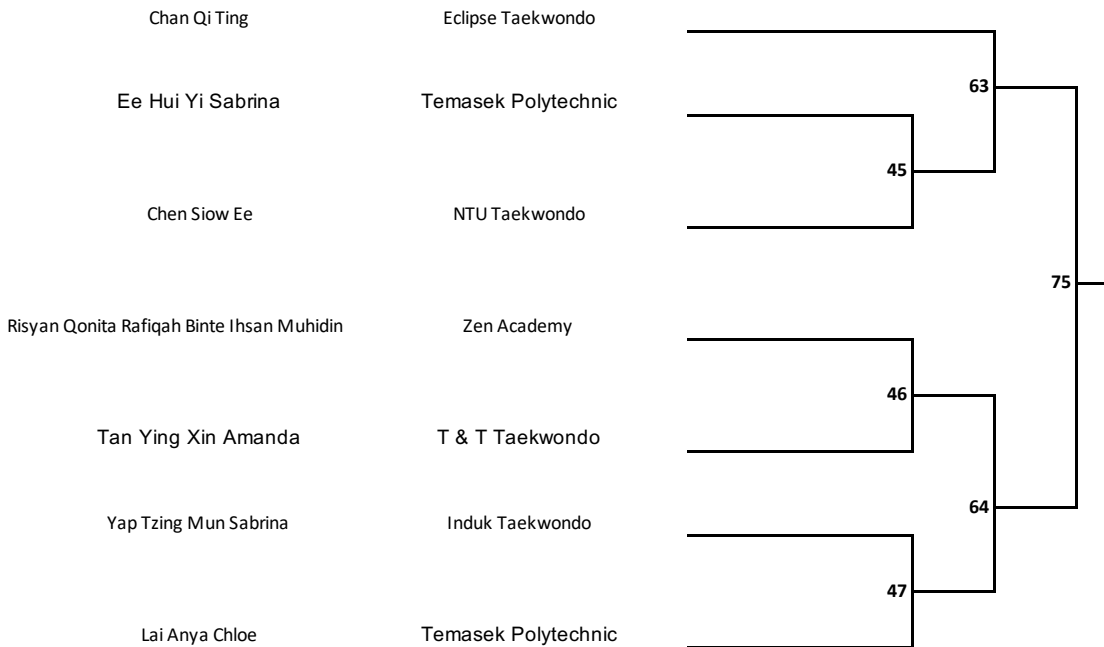 Chan Qi Ting Eclipse Taekwondo
63
Ee Hui Yi Sabrina Temasek Polytechnic
45
Chen Siow Ee NTU Taekwondo
75
Risyan Qonita Rafiqah Binte Ihsan Muhidin Zen Academy
46
Tan Ying Xin Amanda T & T Taekwondo
64
Yap Tzing Mun Sabrina Induk Taekwondo
47
Lai Anya Chloe Temasek Polytechnic